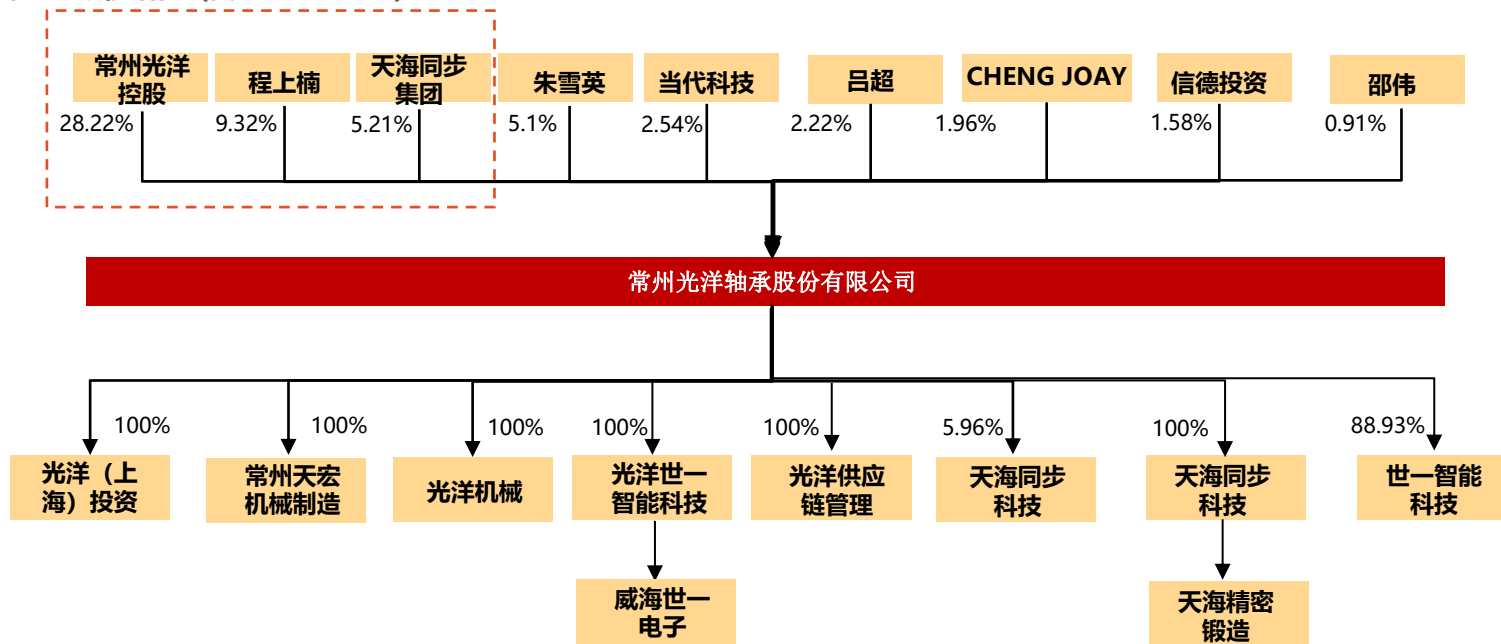 常州光洋
控股
程上楠
天海同步
集团
朱雪英
当代科技
吕超
CHENG JOAY
信德投资
邵伟
28.22%
9.32%
5.21%
5.1%
2.54%
2.22%
1.96%
1.58%
0.91%
常州光洋轴承股份有限公司
100%
100%
100%
100%
100%
5.96%
100%
88.93%
光洋（上
海）投资
常州天宏
机械制造
光洋机械
光洋世一
智能科技
光洋供应
链管理
天海同步
科技
天海同步
科技
世一智能
科技
威海世一
电子
天海精密
锻造